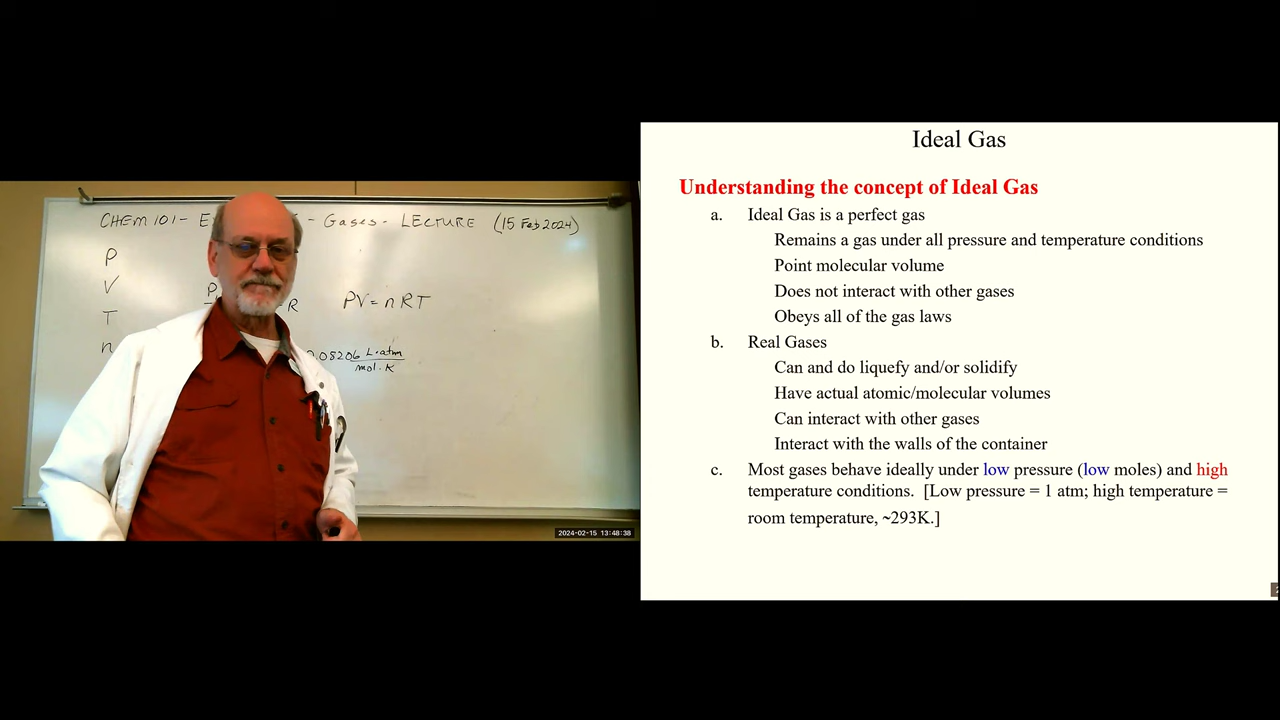 CHEM 101 - E - Gases - LECTURE (15 Feb 2024)
P
V
T
n
P = R
PV = nRT
0.08206 L·atm
mol·K
2024-02-15 13:48:38
Ideal Gas
Understanding the concept of Ideal Gas
a. Ideal Gas is a perfect gas
Remains a gas under all pressure and temperature conditions
Point molecular volume
Does not interact with other gases
Obeys all of the gas laws
b. Real Gases
Can and do liquefy and/or solidify
Have actual atomic/molecular volumes
Can interact with other gases
Interact with the walls of the container
c. Most gases behave ideally under low pressure (low moles) and high
temperature conditions. [Low pressure = 1 atm; high temperature =
room temperature, ~293K.]